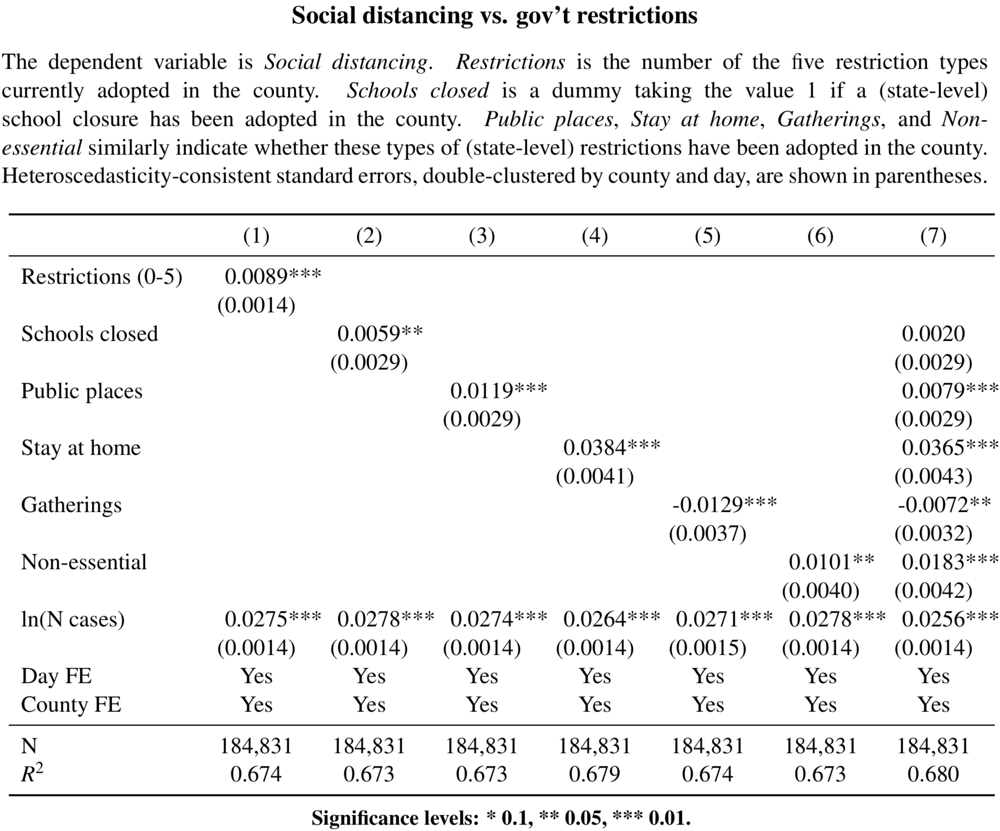 Social distancing vs. gov’t restrictions
The dependent variable is Social distancing. Restrictions is the number of the five restriction types
currently adopted in the county. Schools closed is a dummy taking the value 1 if a (state-level)
school closure has been adopted in the county. Public places, Stay at home, Gatherings, and Non-
essential similarly indicate whether these types of (state-level) restrictions have been adopted in the county.
Heteroscedasticity-consistent standard errors, double-clustered by county and day, are shown in parentheses.
(1) (2) (3) (4) (5) (6) (7)
Restrictions (0-5) 0.0089***
(0.0014)
Schools closed 0.0059** 0.0020
(0.0029) (0.0029)
Public places 0.0119*** 0.0079***
(0.0029) (0.0029)
Stay at home 0.0384*** 0.0365***
(0.0041) (0.0043)
Gatherings -0.0129*** -0.0072**
(0.0037) (0.0032)
Non-essential 0.0101** 0.0183***
(0.0040) (0.0042)
ln(N cases) 0.0275*** 0.0278*** 0.0274*** 0.0264*** 0.0271*** 0.0278*** 0.0256***
(0.0014) (0.0014) (0.0014) (0.0014) (0.0015) (0.0014) (0.0014)
Day FE Yes Yes Yes Yes Yes Yes Yes
County FE Yes Yes Yes Yes Yes Yes Yes
N 184,831 184,831 184,831 184,831 184,831 184,831 184,831
R² 0.674 0.673 0.673 0.679 0.674 0.673 0.680
Significance levels: * 0.1, ** 0.05, *** 0.01.